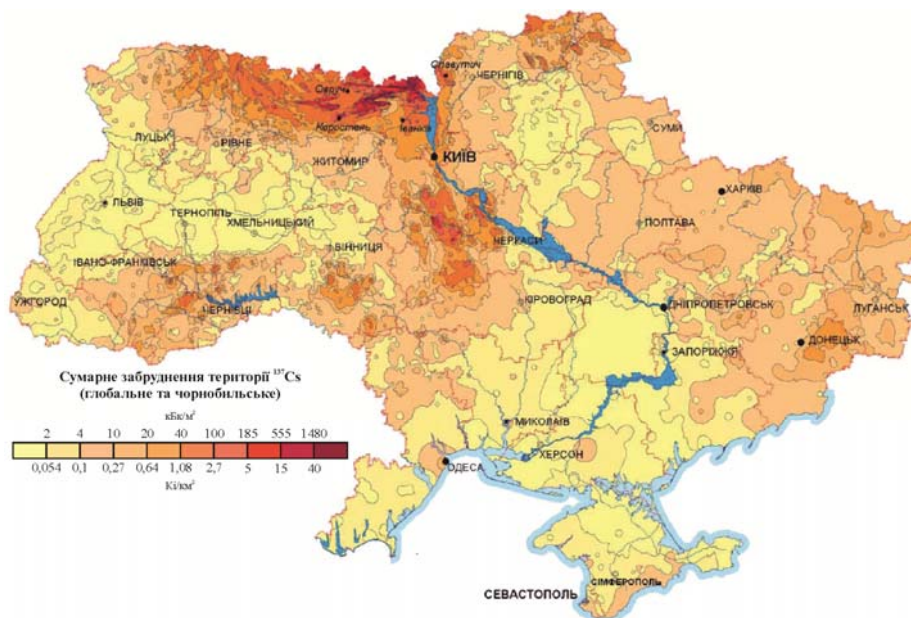 Славутич
ЧЕРНІГІВ
Овруч
Коростень
Іванків
СУМИ
ЛУЦЬК
РІВНЕ
ЖИТОМИР
КИЇВ
ХАРКІВ
ЛЬВІВ
ТЕРНОПІЛЬ
ХМЕЛЬНИЦЬКИЙ
ПОЛТАВА
ЧЕРКАСИ
ВІННИЦЯ
ІВАНО-ФРАНКІВСЬК
УЖГОРОД
ЧЕРНІВЦІ
КІРОВОГРАД
ДНІПРОПЕТРОВСЬК
ЛУГАНСЬК
ДОНЕЦЬК
ЗАПОРІЖЖЯ
Сумарне забруднення території ¹³⁷Cs
(глобальне та чорнобильське)
кБк/м²
2 4 10 20 40 100 185 555 1480
0,054 0,1 0,27 0,64 1,08 2,7 5 15 40
Кі/км²
МИКОЛАЇВ
ХЕРСОН
ОДЕСА
СІМФЕРОПОЛЬ
СЕВАСТОПОЛЬ